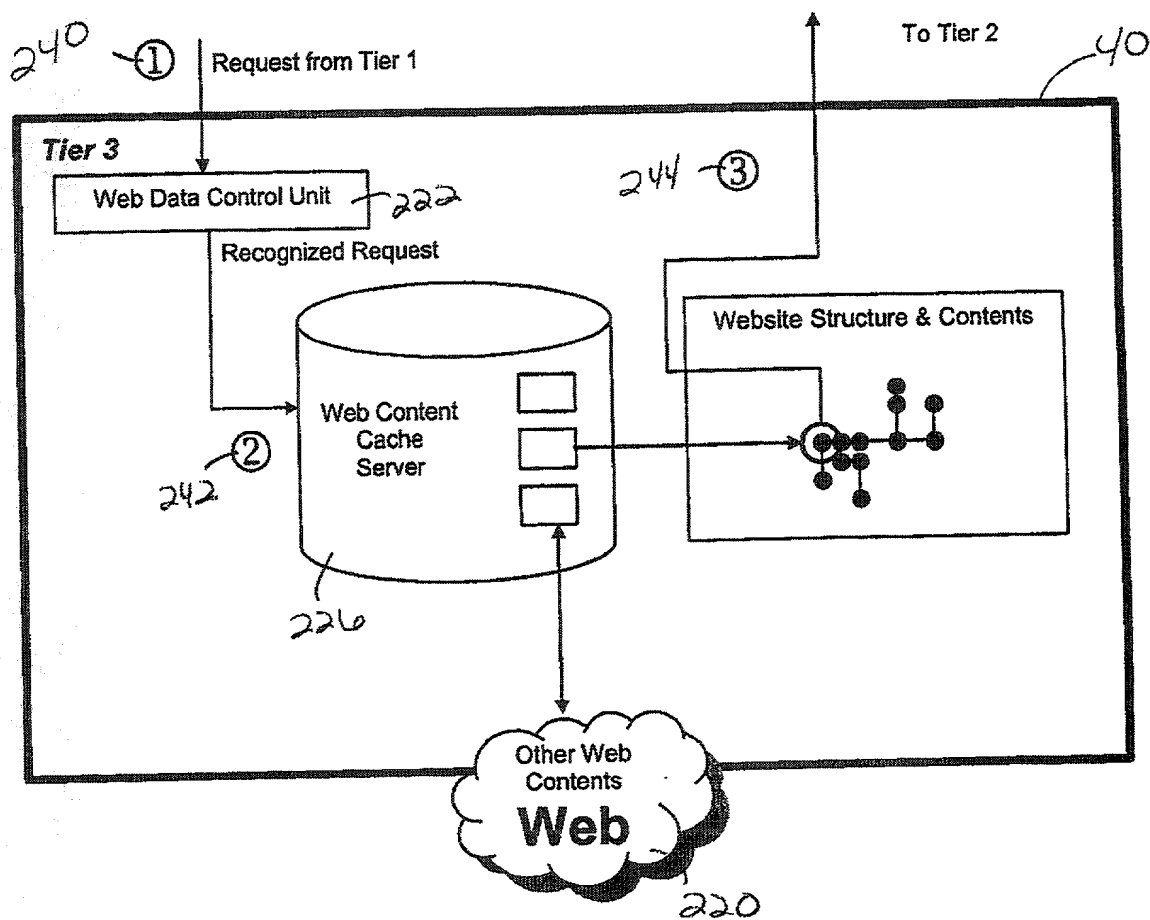 240
①
Request from Tier 1
To Tier 2
40
Tier 3
244
③
Web Data Control Unit
222
Recognized Request
Website Structure & Contents
Web Content
Cache
Server
②
242
226
Other Web
Contents
Web
220